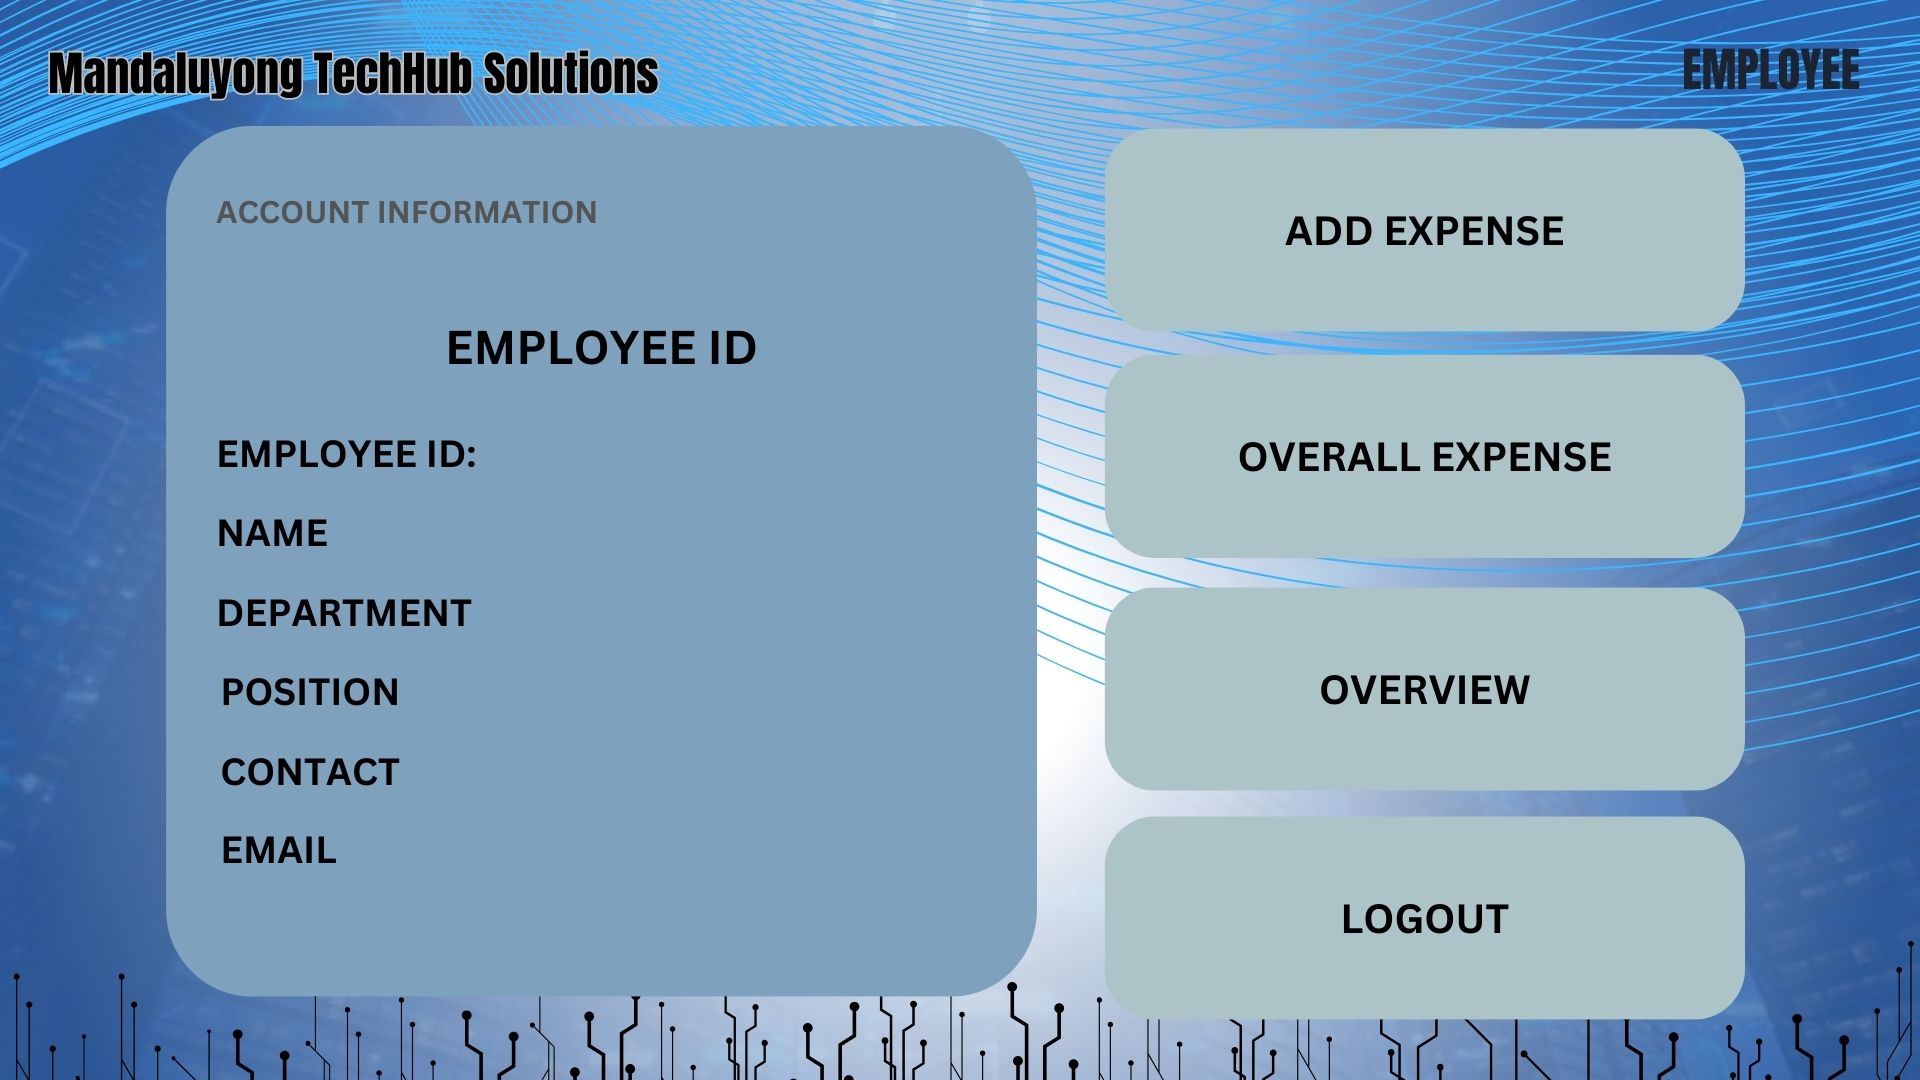 Mandaluyong TechHub Solutions
EMPLOYEE
ACCOUNT INFORMATION
EMPLOYEE ID
EMPLOYEE ID:
NAME
DEPARTMENT
POSITION
CONTACT
EMAIL
ADD EXPENSE
OVERALL EXPENSE
OVERVIEW
LOGOUT